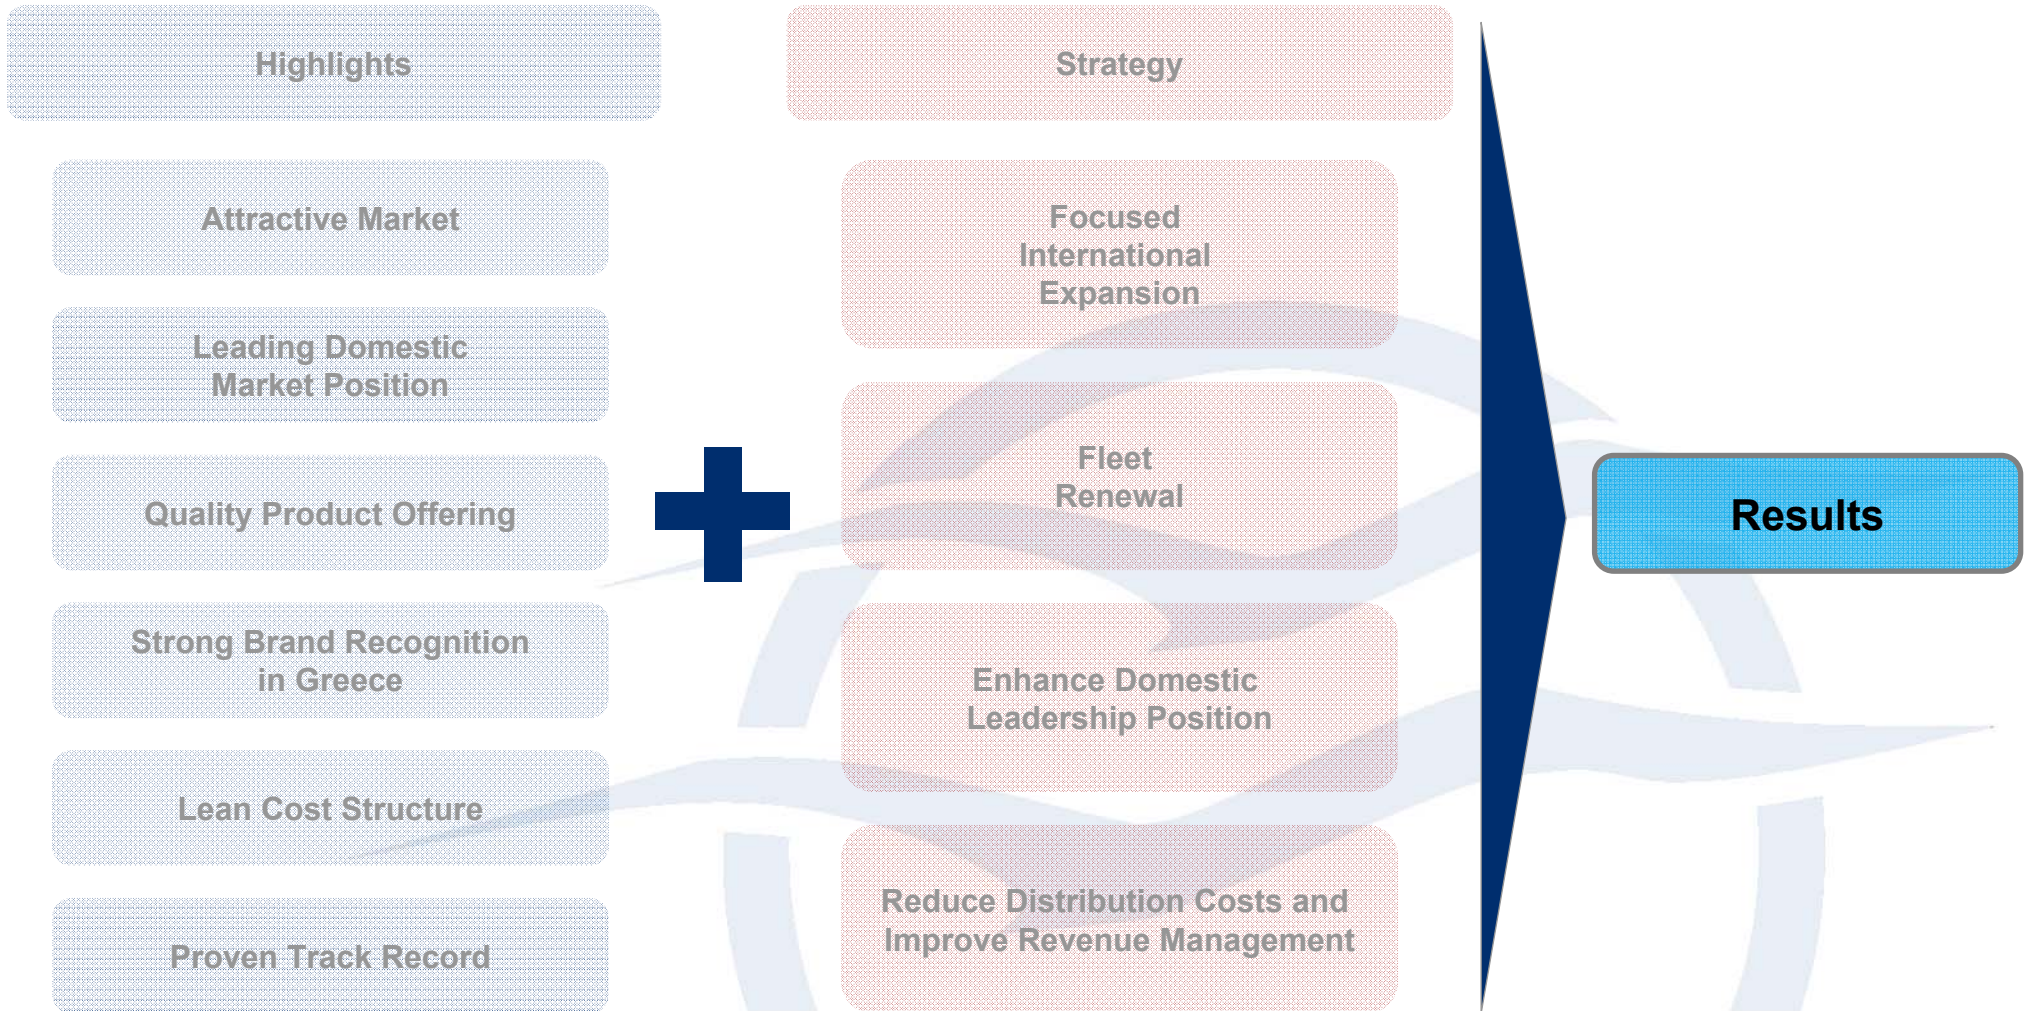 Highlights
Attractive Market
Leading Domestic
Market Position
Quality Product Offering
Strong Brand Recognition
in Greece
Lean Cost Structure
Proven Track Record
Strategy
Focused
International
Expansion
Fleet
Renewal
Enhance Domestic
Leadership Position
Reduce Distribution Costs and
Improve Revenue Management
Results